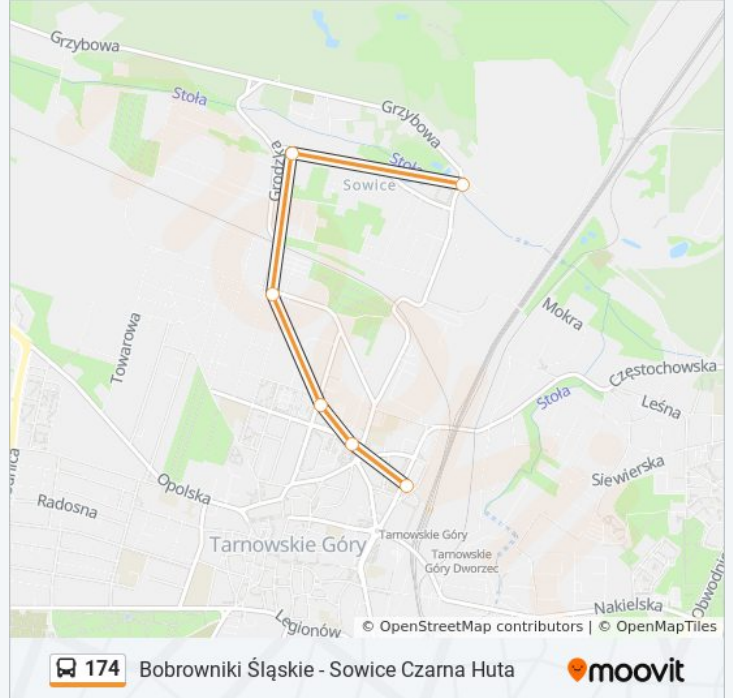 Grzybowa
Stoła
Grzybowa
Stoła
Grodzka
Sowice
Mokra
Towarowa
Częstochowska
Stoła
Leśna
Siewierska
Opolska
Radosna
Tarnowskie Góry
Tarnowskie Góry
Tarnowskie
Góry Dworzec
Nakielska
Legionów
© OpenStreetMap contributors | © OpenMapTiles
174 Bobrowniki Śląskie - Sowice Czarna Huta
moovit